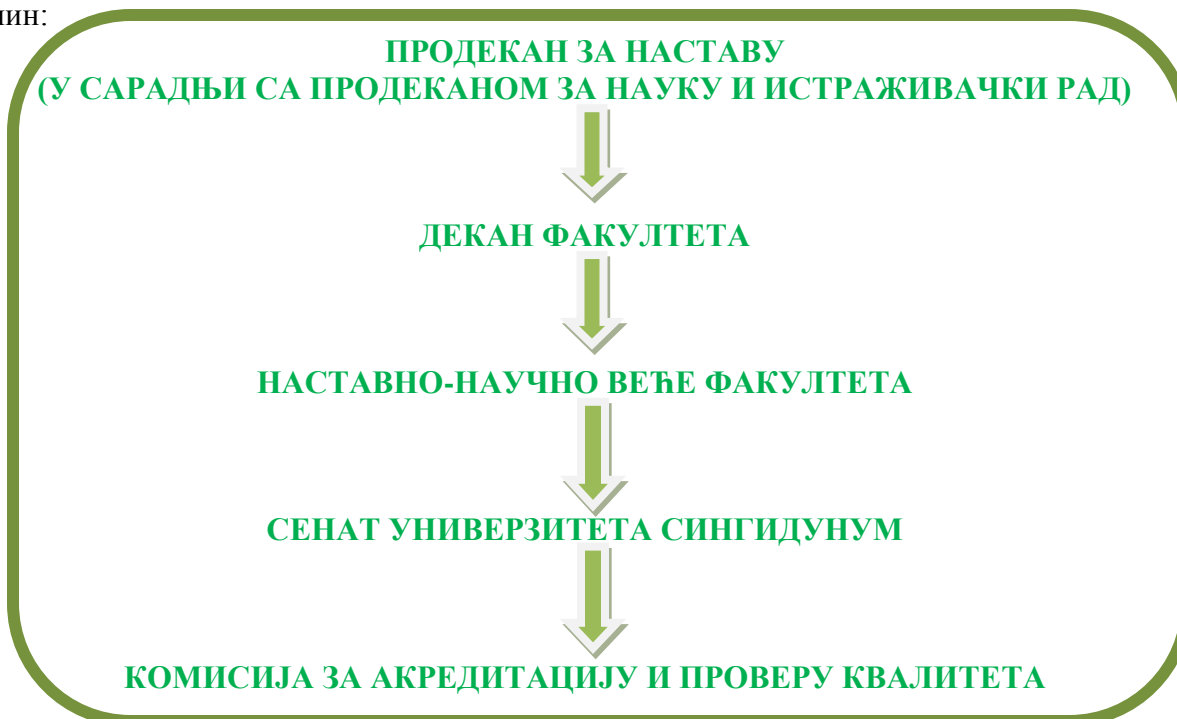 ПРОДЕКАН ЗА НАСТАВУ
(У САРАДЊИ СА ПРОДЕКАНОМ ЗА НАУКУ И ИСТРАЖИВАЧКИ РАД)
ДЕКАН ФАКУЛТЕТА
НАСТАВНО-НАУЧНО ВЕЋЕ ФАКУЛТЕТА
СЕНАТ УНИВЕРЗИТЕТА СИНГИДУНУМ
КОМИСИЈА ЗА АКРЕДИТАЦИЈУ И ПРОВЕРУ КВАЛИТЕТА